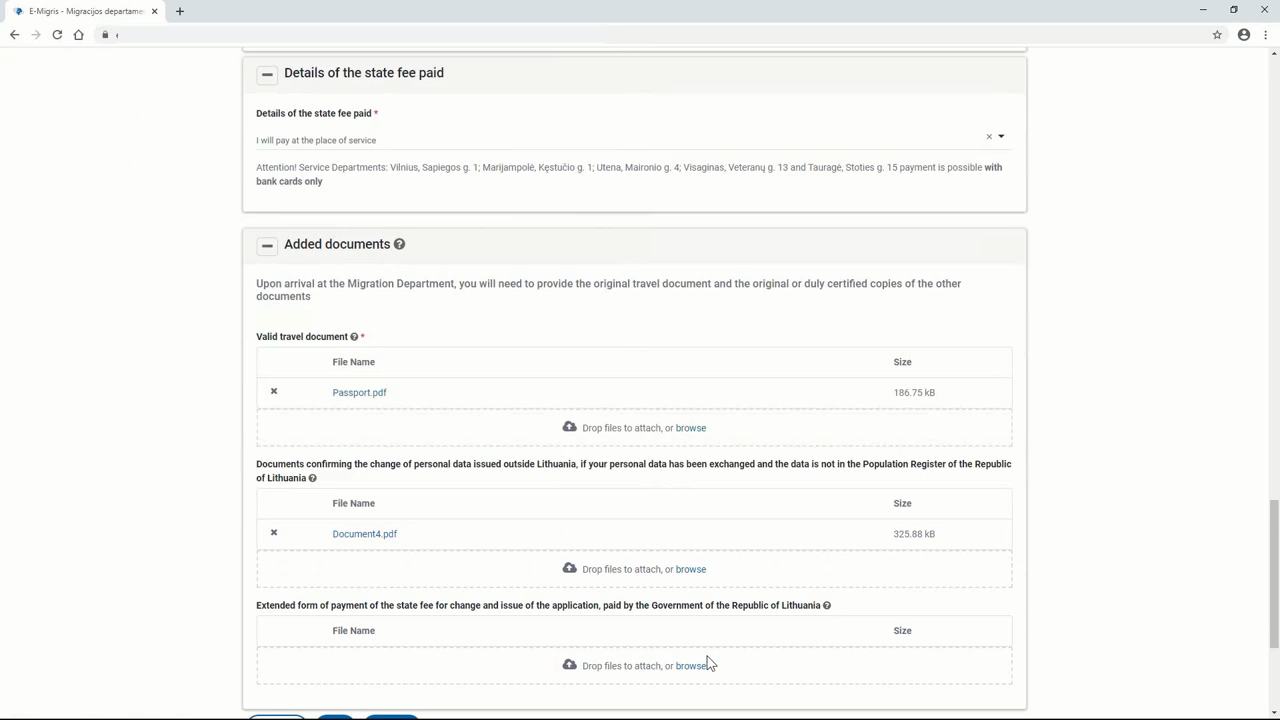 E-Migris - Migracijos departame
Details of the state fee paid
Details of the state fee paid *
I will pay at the place of service
Attention! Service Departments: Vilnius, Sapiegos g. 1; Marijampolė, Kęstučio g. 1; Utena, Maironio g. 4; Visaginas, Veteranų g. 13 and Tauragė, Stoties g. 15 payment is possible with
bank cards only
Added documents
Upon arrival at the Migration Department, you will need to provide the original travel document and the original or duly certified copies of the other
documents
Valid travel document *
File Name Size
Passport.pdf 186.75 kB
Drop files to attach, or browse
Documents confirming the change of personal data issued outside Lithuania, if your personal data has been exchanged and the data is not in the Population Register of the Republic
of Lithuania
File Name Size
Document4.pdf 325.88 kB
Drop files to attach, or browse
Extended form of payment of the state fee for change and issue of the application, paid by the Government of the Republic of Lithuania
File Name Size
Drop files to attach, or browse